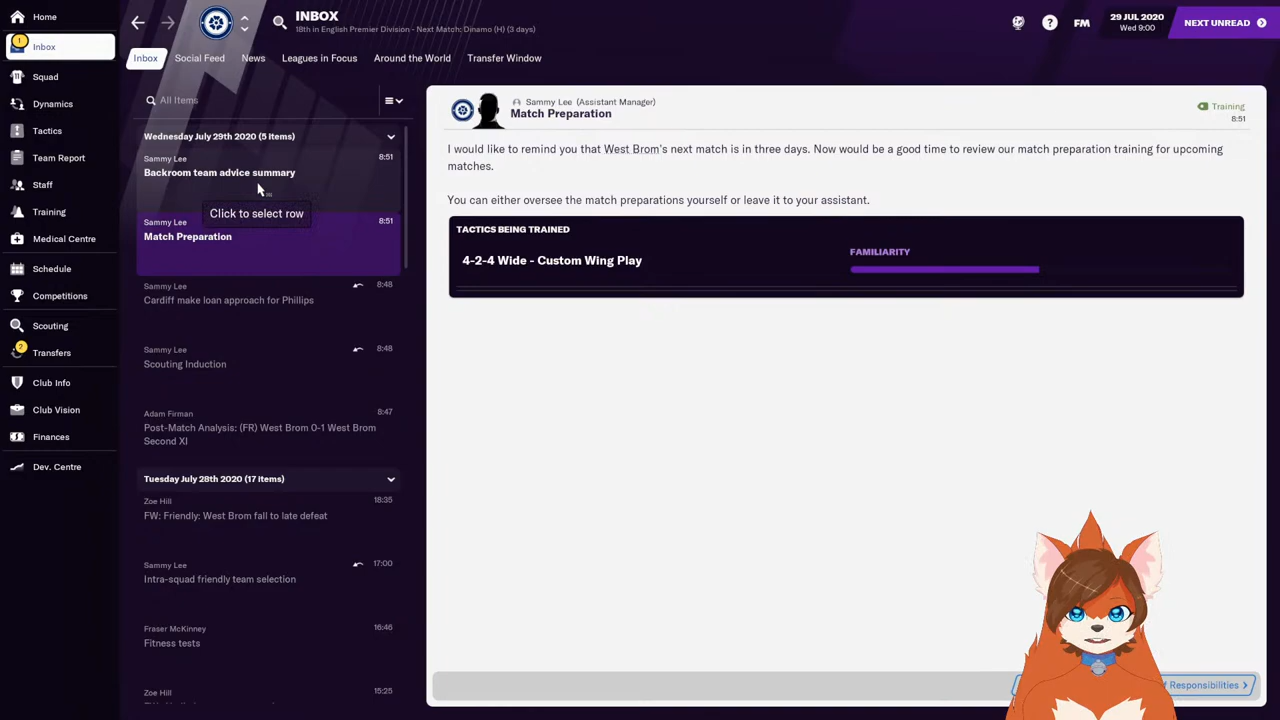 Home
1
Inbox
11
Squad
Dynamics
Tactics
Team Report
Staff
Training
Medical Centre
Schedule
Competitions
Scouting
2
Transfers
Club Info
Club Vision
Finances
Dev. Centre
INBOX
18th in English Premier Division - Next Match: Dinamo (H) (3 days)
?
FM
29 JUL 2020
Wed 9:00
NEXT UNREAD
Inbox
Social Feed
News
Leagues in Focus
Around the World
Transfer Window
All Items
Wednesday July 29th 2020 (5 Items)
Sammy Lee 8:51
Backroom team advice summary
Click to select row
Sammy Lee 8:51
Match Preparation
Sammy Lee 8:48
Cardiff make loan approach for Phillips
Sammy Lee 8:48
Scouting Induction
Adam Firman 8:47
Post-Match Analysis: (FR) West Brom 0-1 West Brom
Second XI
Tuesday July 28th 2020 (17 Items)
Zoe Hill 18:35
FW: Friendly: West Brom fall to late defeat
Sammy Lee 17:00
Intra-squad friendly team selection
Fraser McKinney 16:46
Fitness tests
Zoe Hill 15:25
Sammy Lee (Assistant Manager)
Match Preparation
Training
8:51
I would like to remind you that West Brom's next match is in three days. Now would be a good time to review our match preparation training for upcoming
matches.
You can either oversee the match preparations yourself or leave it to your assistant.
TACTICS BEING TRAINED
4-2-4 Wide - Custom Wing Play
FAMILIARITY
Responsibilities